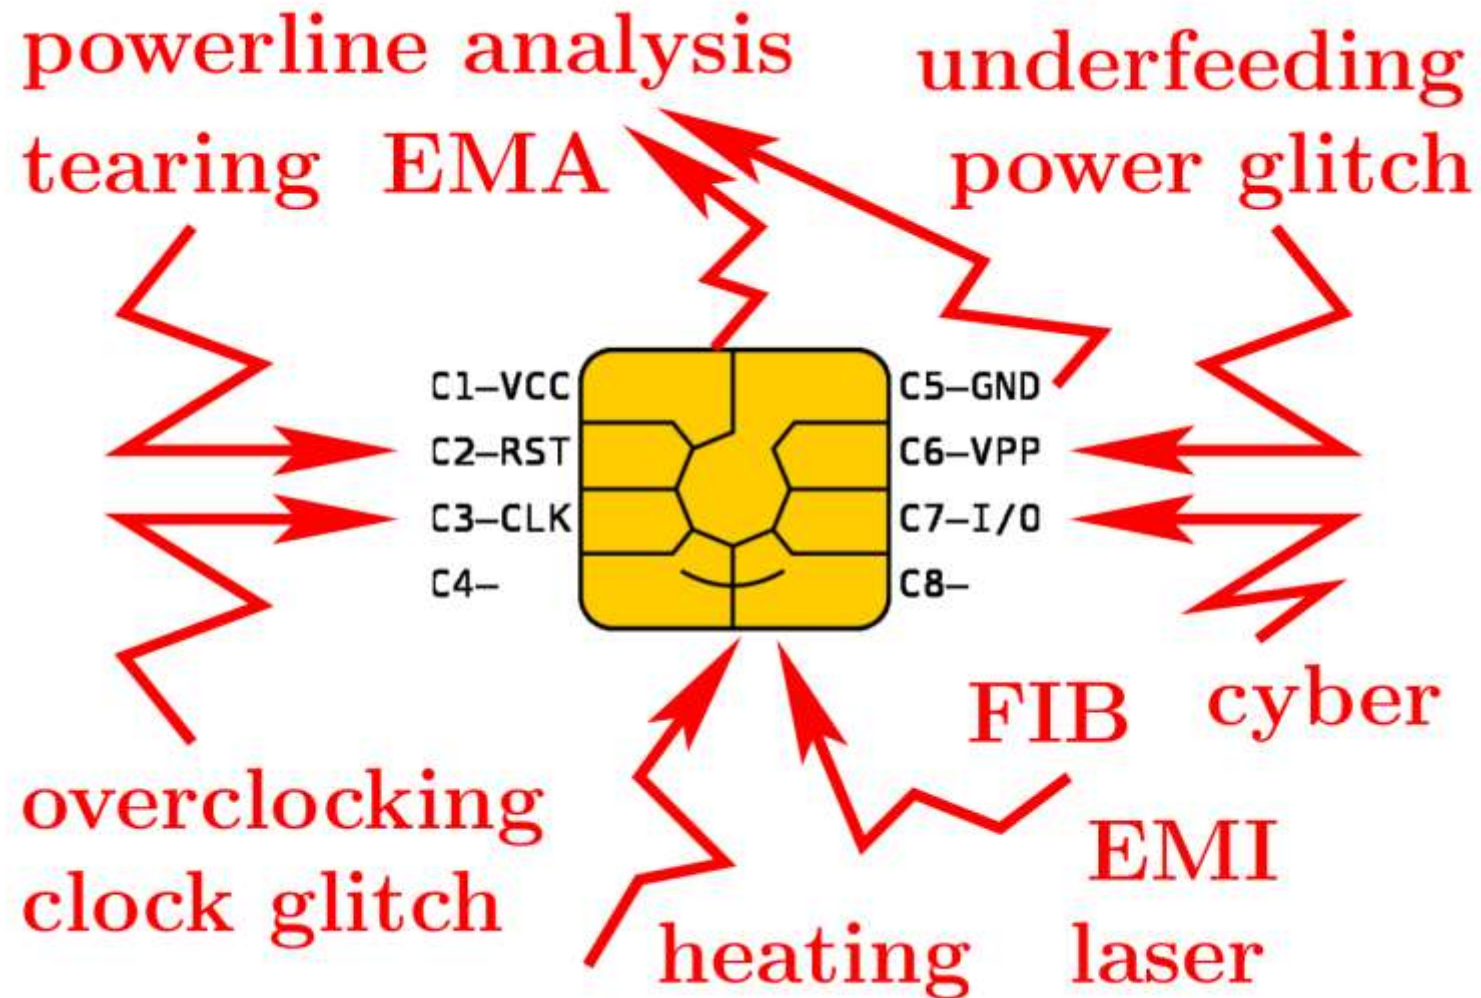 powerline analysis
tearing EMA
underfeeding
power glitch
C1–VCC
C2–RST
C3–CLK
C4–
C5–GND
C6–VPP
C7–I/O
C8–
FIB
cyber
overclocking
clock glitch
EMI
heating
laser